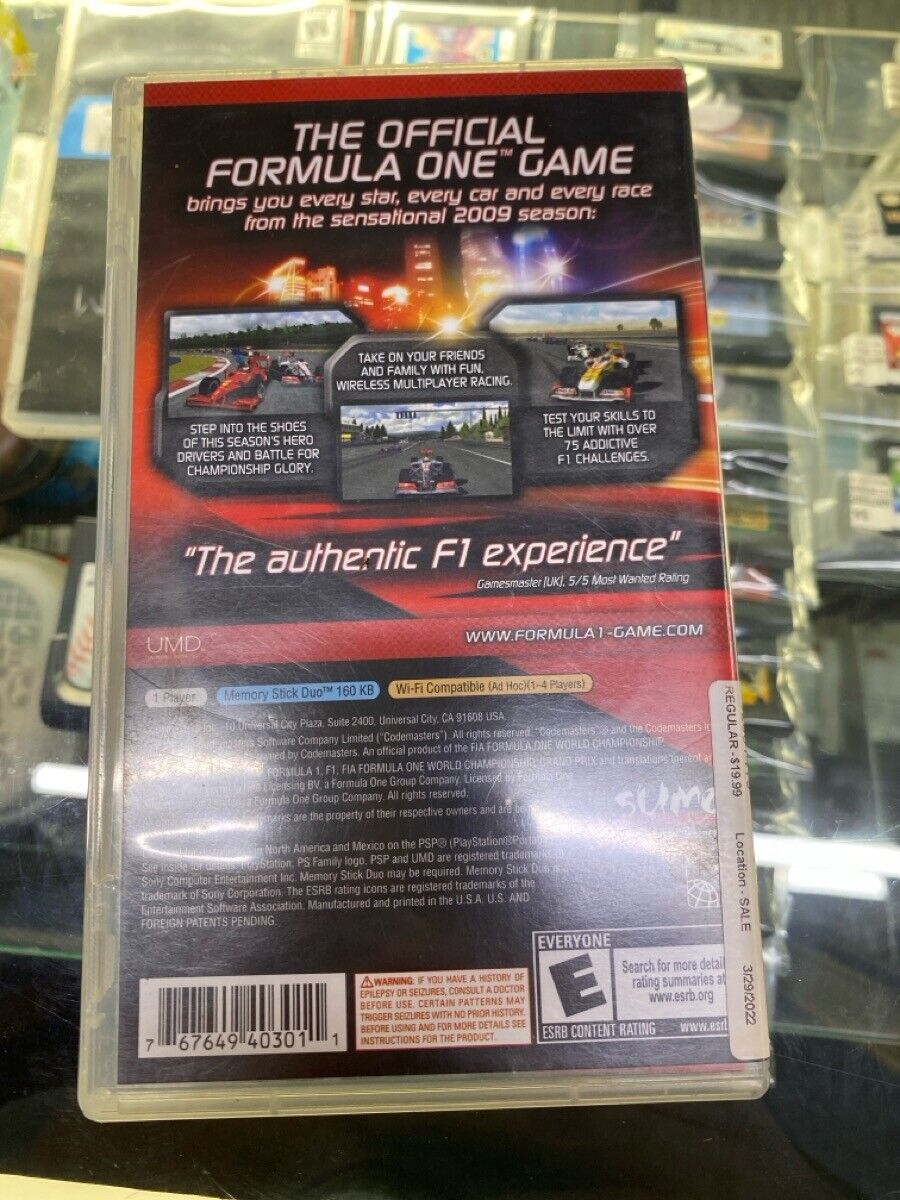 THE OFFICIAL
FORMULA ONE™ GAME
brings you every star, every car and every race
from the sensational 2009 season:
STEP INTO THE SHOES
OF THIS SEASON'S HERO
DRIVERS AND BATTLE FOR
CHAMPIONSHIP GLORY.
TAKE ON YOUR FRIENDS
AND FAMILY WITH FUN,
WIRELESS MULTIPLAYER RACING.
TEST YOUR SKILLS TO
THE LIMIT WITH OVER
75 ADDICTIVE
F1 CHALLENGES.
"The authentic F1 experience"
Gamesmaster (UK), 5/5 Most Wanted Rating
UMD
WWW.FORMULA1-GAME.COM
1 Player
Memory Stick Duo™ 160 KB
Wi-Fi Compatible (Ad Hoc)(1-4 Players)
Universal City Plaza, Suite 2400, Universal City, CA 91608 USA.
Software Company Limited ("Codemasters"). All rights reserved. "Codemasters"® and the Codemasters
by Codemasters. An official product of the FIA FORMULA ONE WORLD CHAMPIONSHIP.
FORMULA 1, F1, FIA FORMULA ONE WORLD CHAMPIONSHIP, GRAND PRIX and translations thereof
Licensing BV, a Formula One Group Company. Licensed by Formula One
a Formula One Group Company. All rights reserved.
are the property of their respective owners and are
sumo
in North America and Mexico on the PSP® (PlayStation®
See inside for PlayStation, PS Family logo, PSP and UMD are registered trademarks
Sony Computer Entertainment Inc. Memory Stick Duo may be required. Memory Stick Duo
trademark of Sony Corporation. The ESRB rating icons are registered trademarks of the
Entertainment Software Association. Manufactured and printed in the U.S.A. U.S. AND
FOREIGN PATENTS PENDING.
7 67649 40301 1
WARNING: IF YOU HAVE A HISTORY OF
EPILEPSY OR SEIZURES, CONSULT A DOCTOR
BEFORE USE. CERTAIN PATTERNS MAY
TRIGGER SEIZURES WITH NO PRIOR HISTORY.
BEFORE USING AND FOR MORE DETAILS SEE
INSTRUCTIONS FOR THE PRODUCT.
EVERYONE
E
Search for more detail
rating summaries at
www.esrb.org
ESRB CONTENT RATING www.esr
REGULAR - $19.99
Location - SALE
3/29/2022